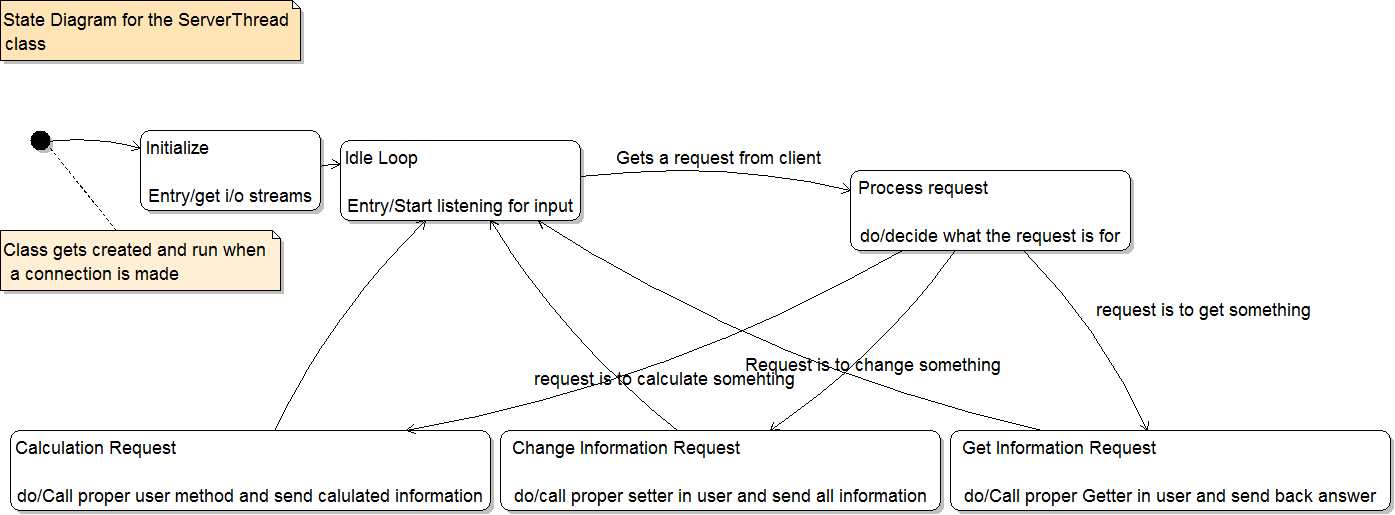 State Diagram for the ServerThread
class
Initialize
Entry/get i/o streams
Idle Loop
Entry/Start listening for input
Gets a request from client
Process request
do/decide what the request is for
Class gets created and run when
a connection is made
request is to get something
Request is to change something
request is to calculate somehting
Calculation Request
do/Call proper user method and send calulated information
Change Information Request
do/call proper setter in user and send all information
Get Information Request
do/Call proper Getter in user and send back answer